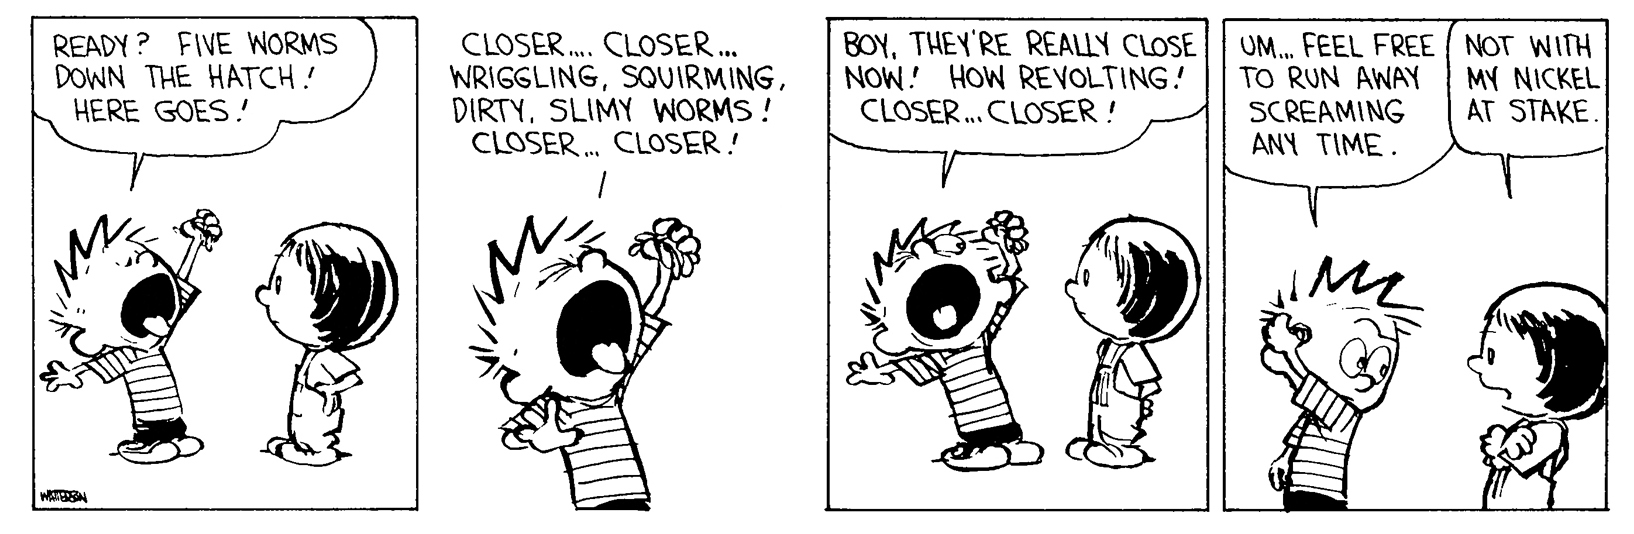 READY? FIVE WORMS
DOWN THE HATCH!
HERE GOES!
CLOSER.... CLOSER...
WRIGGLING, SQUIRMING,
DIRTY, SLIMY WORMS!
CLOSER... CLOSER!
BOY, THEY'RE REALLY CLOSE
NOW! HOW REVOLTING!
CLOSER... CLOSER!
UM... FEEL FREE
TO RUN AWAY
SCREAMING
ANY TIME.
NOT WITH
MY NICKEL
AT STAKE.
WATTERSON